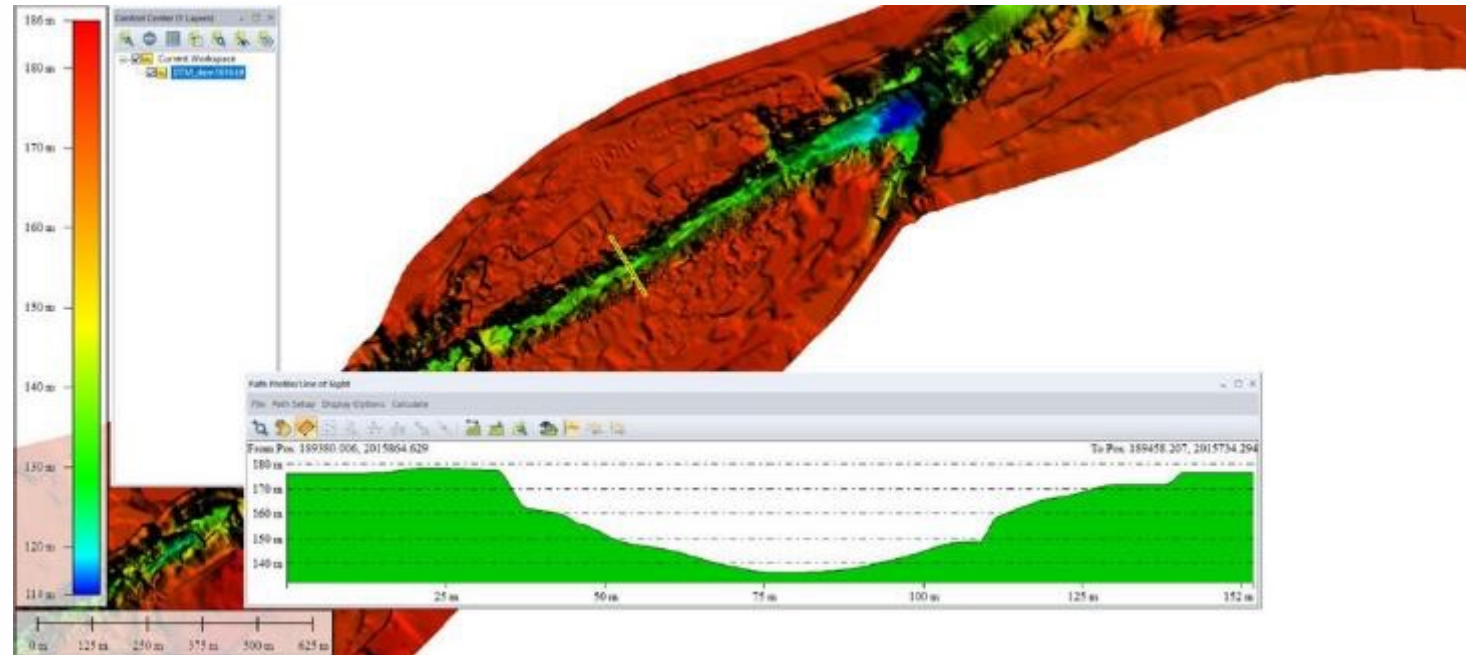 186 m
180 m
170 m
160 m
150 m
140 m
130 m
120 m
0 m 125 m 250 m 375 m 500 m 625 m
Control Center (1 Layers)
Current Workspace
Path Profile/Line of Sight
File Path Setup Display Options Calculate
From Pos: 189380.006, 2015864.629 To Pos: 189458.207, 2015734.294
180 m
170 m
160 m
150 m
140 m
25 m 50 m 75 m 100 m 125 m 152 m